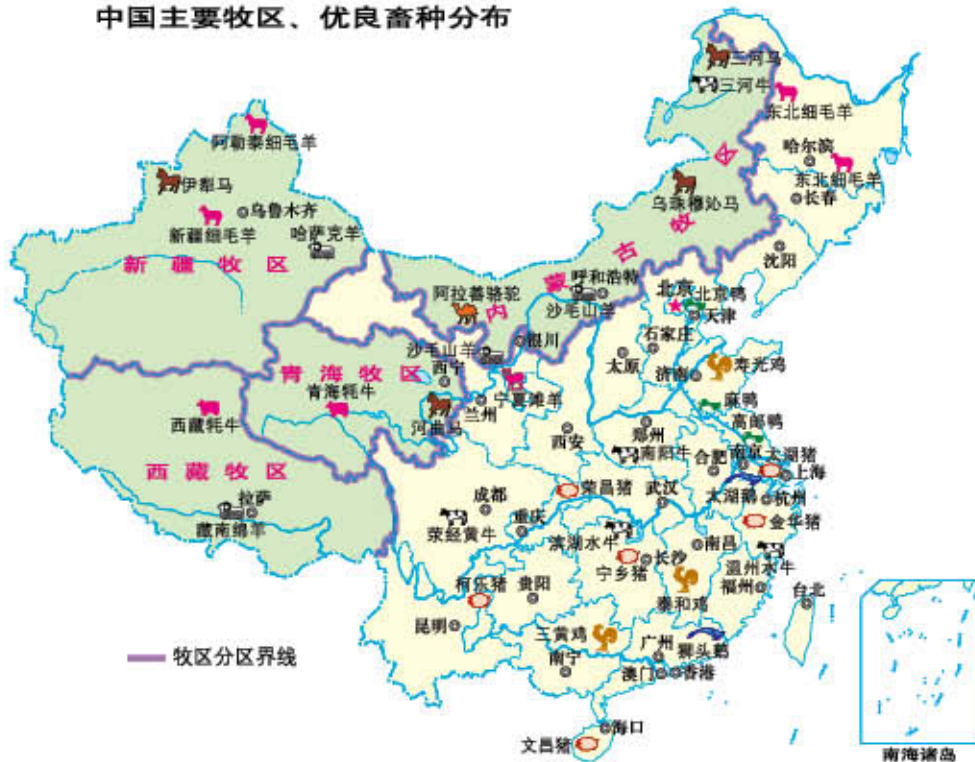 中国主要牧区、优良畜种分布
三河马
三河牛
东北细毛羊
哈尔滨
东北细毛羊
长春
阿勒泰细毛羊
伊犁马
乌鲁木齐
新疆细毛羊
哈萨克羊
新疆牧区
乌珠穆沁马
内蒙古牧区
沈阳
呼和浩特
沙毛山羊
阿拉善骆驼
北京
北京鸭
天津
银川
沙毛山羊
石家庄
太原
济南
寿光鸡
西宁
青海牧区
青海牦牛
宁夏滩羊
兰州
河曲马
麻鸭
高邮鸭
西藏牦牛
西藏牧区
西安
郑州
南阳牛
合肥
南京
太湖猪
上海
拉萨
藏南绵羊
成都
荣昌猪
武汉
太湖鹅
杭州
荥经黄牛
重庆
金华猪
滨湖水牛
南昌
长沙
宁乡猪
温州水牛
柯乐猪
贵阳
泰和鸡
福州
台北
昆明
三黄鸡
广州
狮头鹅
南宁
澳门
香港
牧区分区界线
海口
文昌猪
南海诸岛